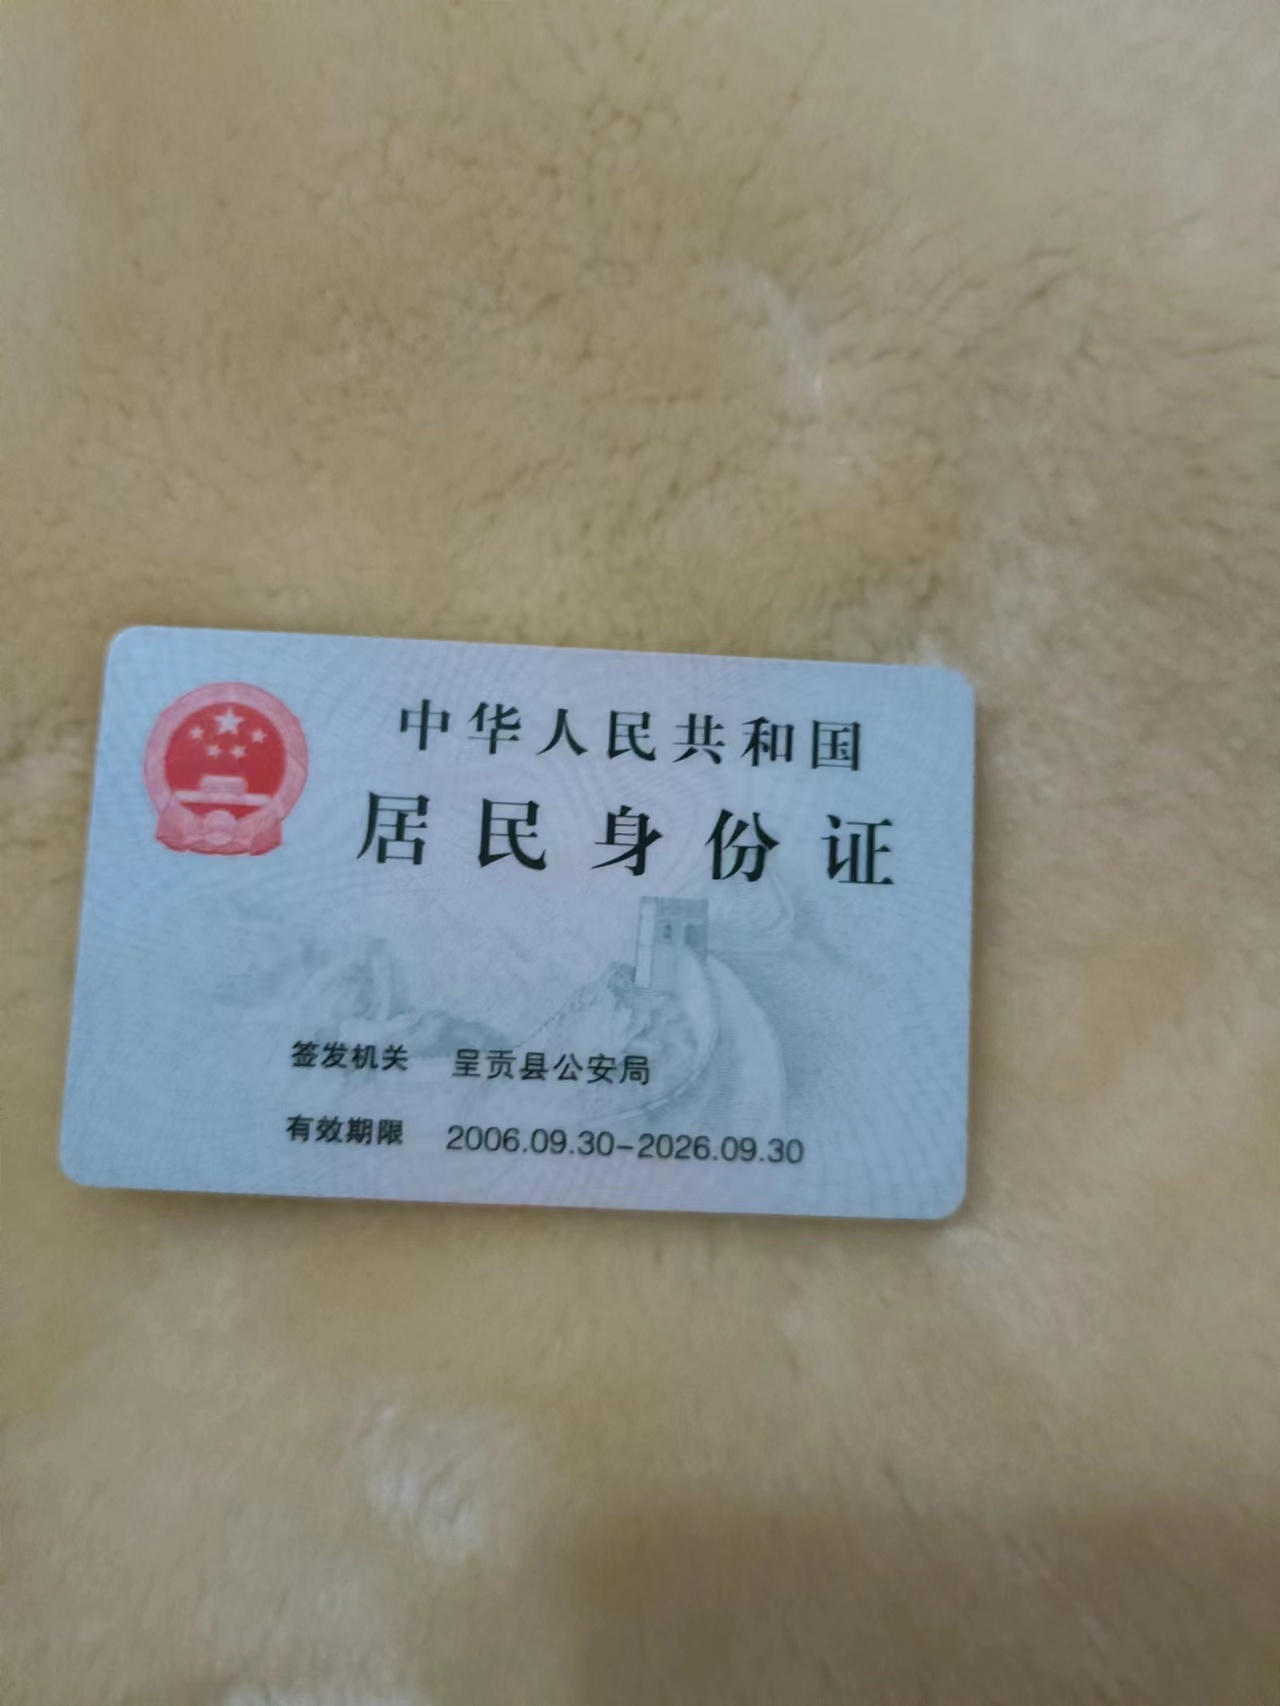 中华人民共和国
居民身份证
签发机关 呈贡县公安局
有效期限 2006.09.30-2026.09.30